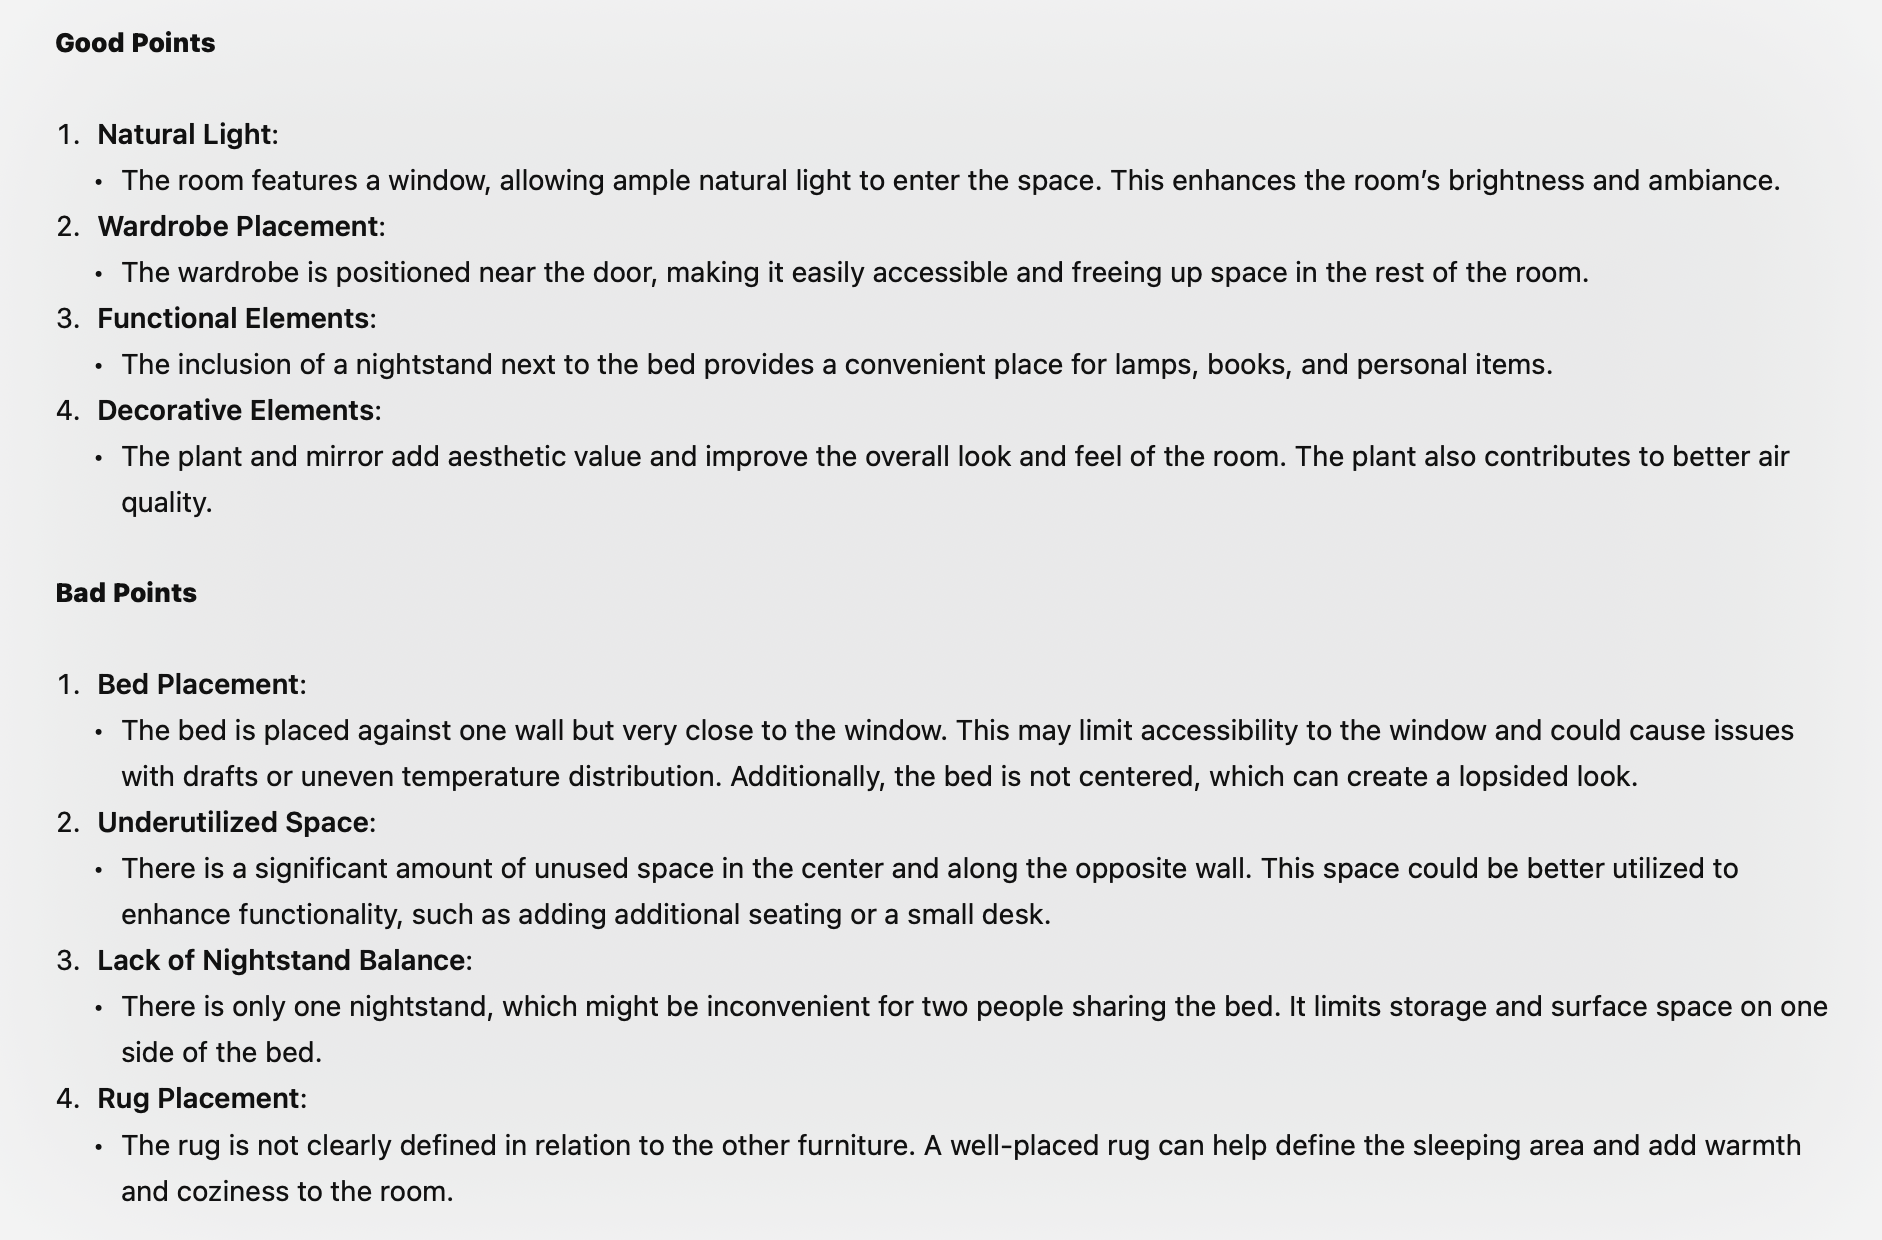 Good Points
1. Natural Light:
• The room features a window, allowing ample natural light to enter the space. This enhances the room’s brightness and ambiance.
2. Wardrobe Placement:
• The wardrobe is positioned near the door, making it easily accessible and freeing up space in the rest of the room.
3. Functional Elements:
• The inclusion of a nightstand next to the bed provides a convenient place for lamps, books, and personal items.
4. Decorative Elements:
• The plant and mirror add aesthetic value and improve the overall look and feel of the room. The plant also contributes to better air
quality.
Bad Points
1. Bed Placement:
• The bed is placed against one wall but very close to the window. This may limit accessibility to the window and could cause issues
with drafts or uneven temperature distribution. Additionally, the bed is not centered, which can create a lopsided look.
2. Underutilized Space:
• There is a significant amount of unused space in the center and along the opposite wall. This space could be better utilized to
enhance functionality, such as adding additional seating or a small desk.
3. Lack of Nightstand Balance:
• There is only one nightstand, which might be inconvenient for two people sharing the bed. It limits storage and surface space on one
side of the bed.
4. Rug Placement:
• The rug is not clearly defined in relation to the other furniture. A well-placed rug can help define the sleeping area and add warmth
and coziness to the room.